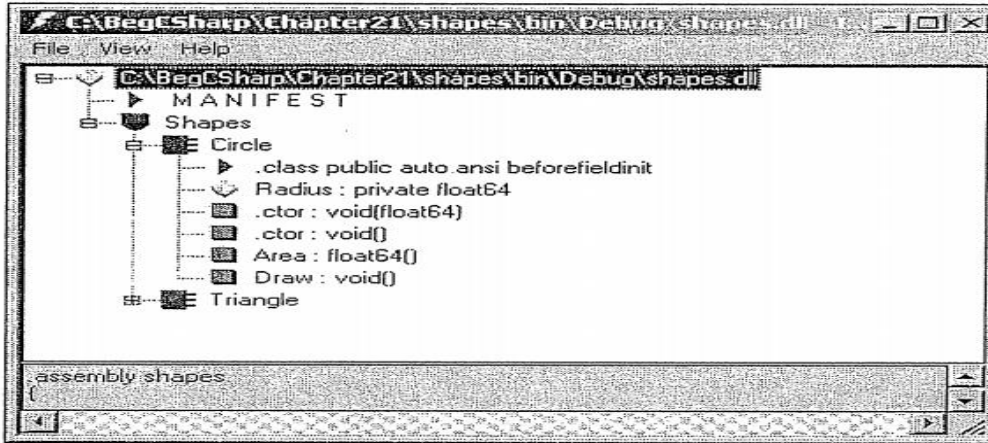 C:\BegCSharp\Chapter21\shapes\bin\Debug\shapes.dll
File View Help
C:\BegCSharp\Chapter21\shapes\bin\Debug\shapes.dll
MANIFEST
Shapes
Circle
.class public auto ansi beforefieldinit
Radius : private float64
.ctor : void(float64)
.ctor : void()
Area : float64()
Draw : void()
Triangle
.assembly shapes
{